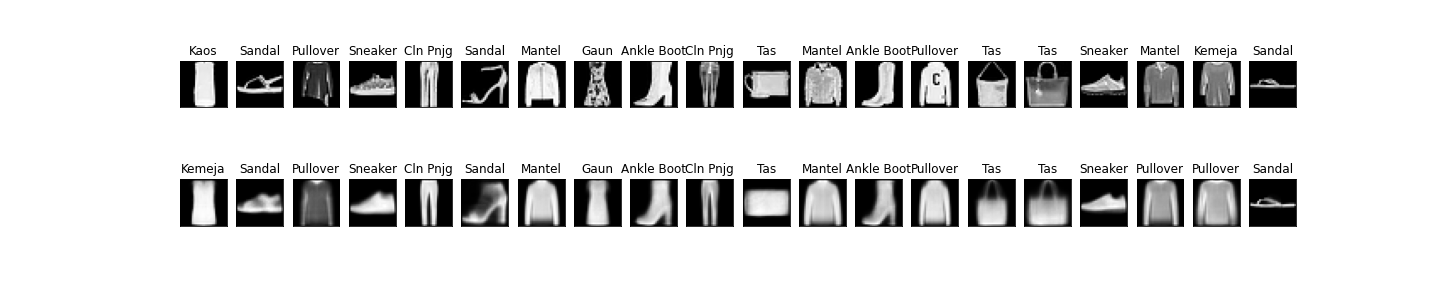 Kaos Sandal Pullover Sneaker Cln Pnjg Sandal Mantel Gaun Ankle Boot Cln Pnjg Tas Mantel Ankle Boot Pullover Tas Tas Sneaker Mantel Kemeja Sandal
C
Kemeja Sandal Pullover Sneaker Cln Pnjg Sandal Mantel Gaun Ankle Boot Cln Pnjg Tas Mantel Ankle Boot Pullover Tas Tas Sneaker Pullover Pullover Sandal